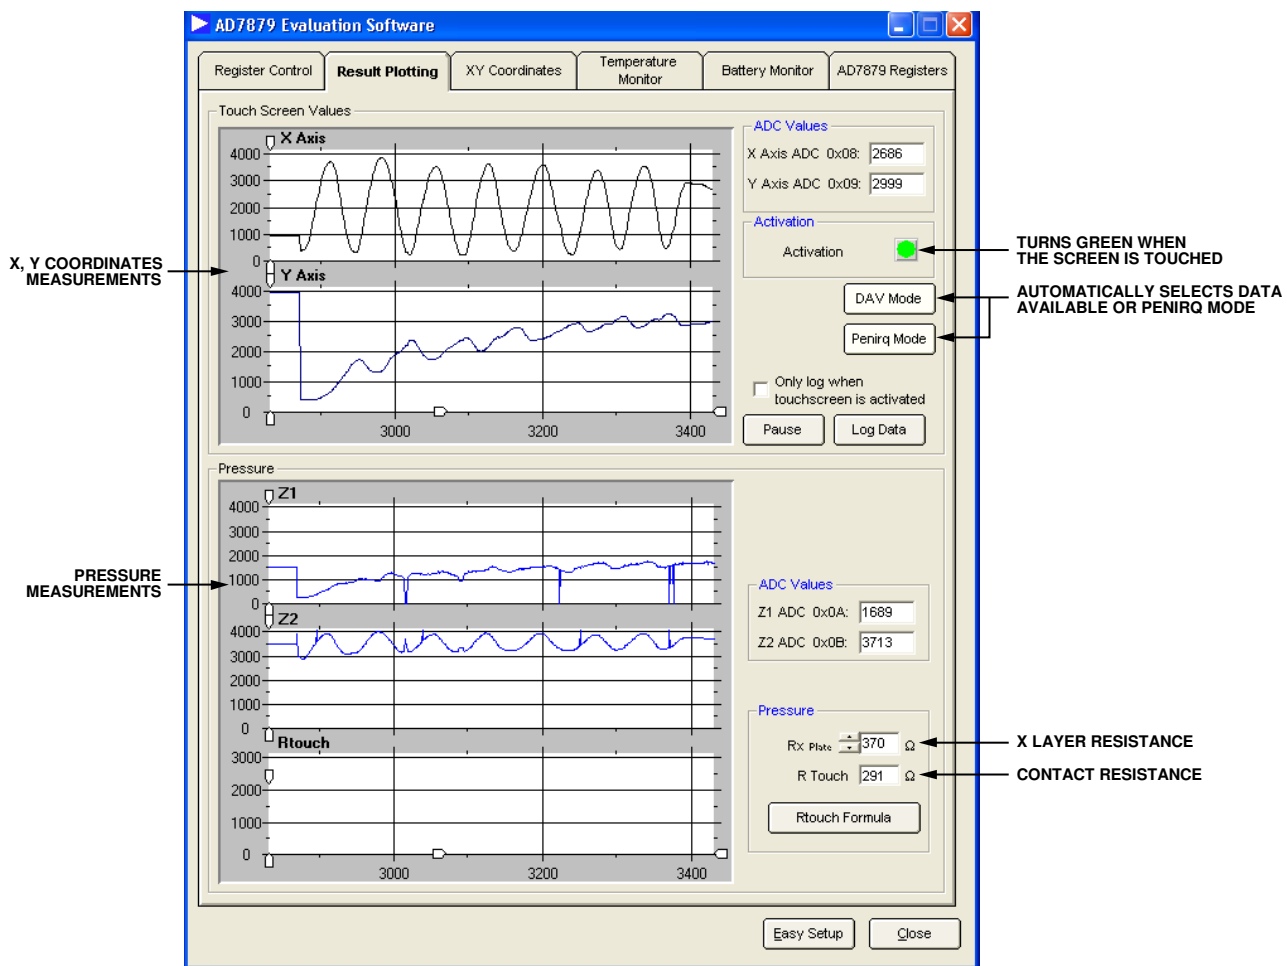 AD7879 Evaluation Software
Register Control
Result Plotting
XY Coordinates
Temperature
Monitor
Battery Monitor
AD7879 Registers
Touch Screen Values
X Axis
4000
3000
2000
1000
0
Y Axis
4000
3000
2000
1000
0
3000 3200 3400
ADC Values
X Axis ADC 0x08: 2686
Y Axis ADC 0x09: 2999
Activation
Activation
DAV Mode
Penirq Mode
Only log when
touchscreen is activated
Pause
Log Data
X, Y COORDINATES
MEASUREMENTS
TURNS GREEN WHEN
THE SCREEN IS TOUCHED
AUTOMATICALLY SELECTS DATA
AVAILABLE OR PENIRQ MODE
Pressure
Z1
4000
3000
2000
1000
0
Z2
4000
3000
2000
1000
0
Rtouch
3000
2000
1000
0
3000 3200 3400
PRESSURE
MEASUREMENTS
ADC Values
Z1 ADC 0x0A: 1689
Z2 ADC 0x0B: 3713
Pressure
Rx Plate 370 Ω
R Touch 291 Ω
Rtouch Formula
X LAYER RESISTANCE
CONTACT RESISTANCE
Easy Setup
Close